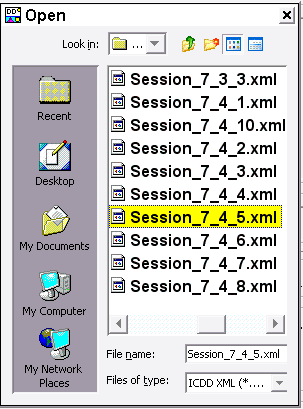 DD
Open
Look in: ...
Session_7_3_3.xml
Session_7_4_1.xml
Session_7_4_10.xml
Session_7_4_2.xml
Session_7_4_3.xml
Session_7_4_4.xml
Session_7_4_5.xml
Session_7_4_6.xml
Session_7_4_7.xml
Session_7_4_8.xml
Recent
Desktop
My Documents
My Computer
My Network
Places
File name: Session_7_4_5.xml
Files of type: ICDD XML (*....